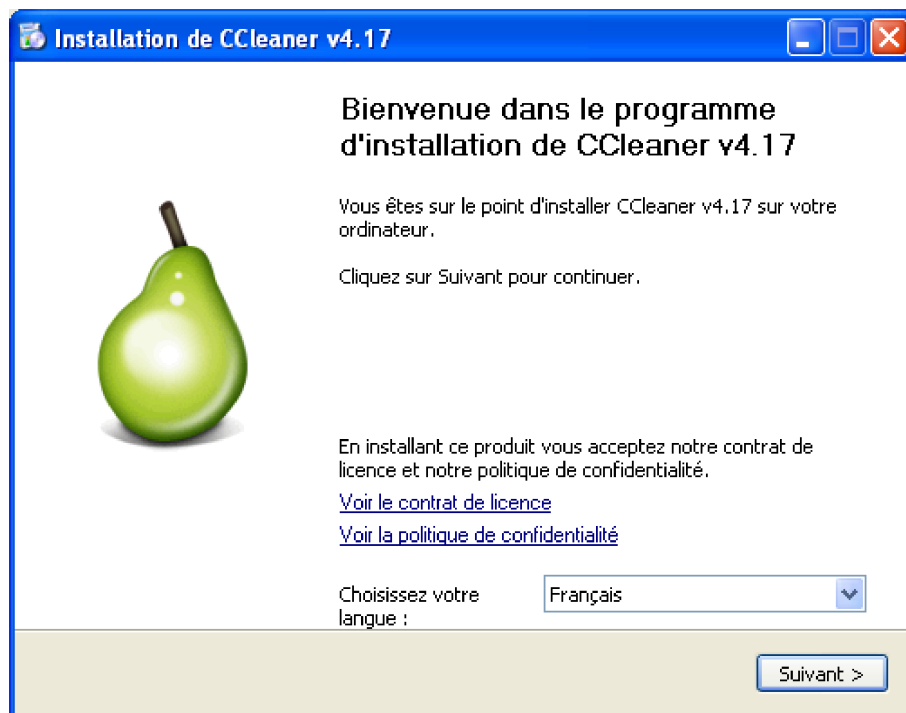 Installation de CCleaner v4.17
Bienvenue dans le programme
d'installation de CCleaner v4.17
Vous êtes sur le point d'installer CCleaner v4.17 sur votre
ordinateur.
Cliquez sur Suivant pour continuer.
En installant ce produit vous acceptez notre contrat de
licence et notre politique de confidentialité.
Voir le contrat de licence
Voir la politique de confidentialité
Choisissez votre
langue :
Français
Suivant >